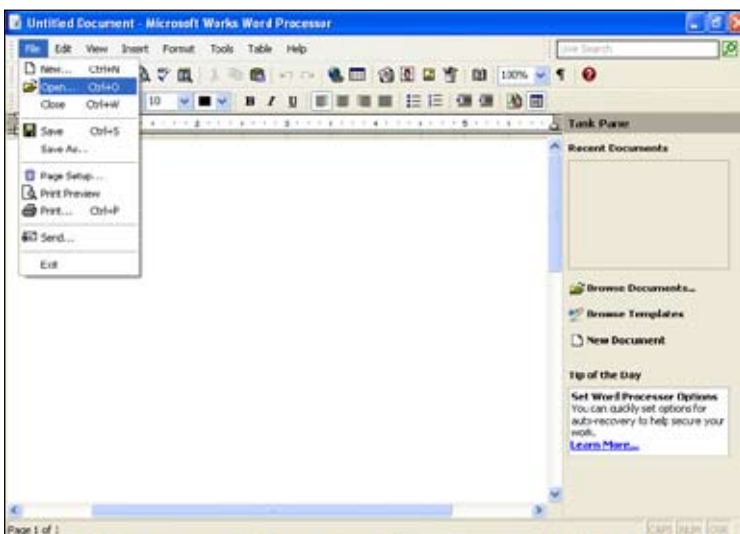 Untitled Document - Microsoft Works Word Processor
File Edit View Insert Format Tools Table Help
Live Search
New... Ctrl+N
Open... Ctrl+O
Close Ctrl+W
Save Ctrl+S
Save As...
Page Setup...
Print Preview
Print... Ctrl+P
Send...
Exit
100%
10 B I U
2 3 4 5
Task Pane
Recent Documents
Browse Documents...
Browse Templates
New Document
Tip of the Day
Set Word Processor Options
You can quickly set options for
auto-recovery to help secure your
work.
Learn More...
Page 1 of 1
CAPS NUM OVR